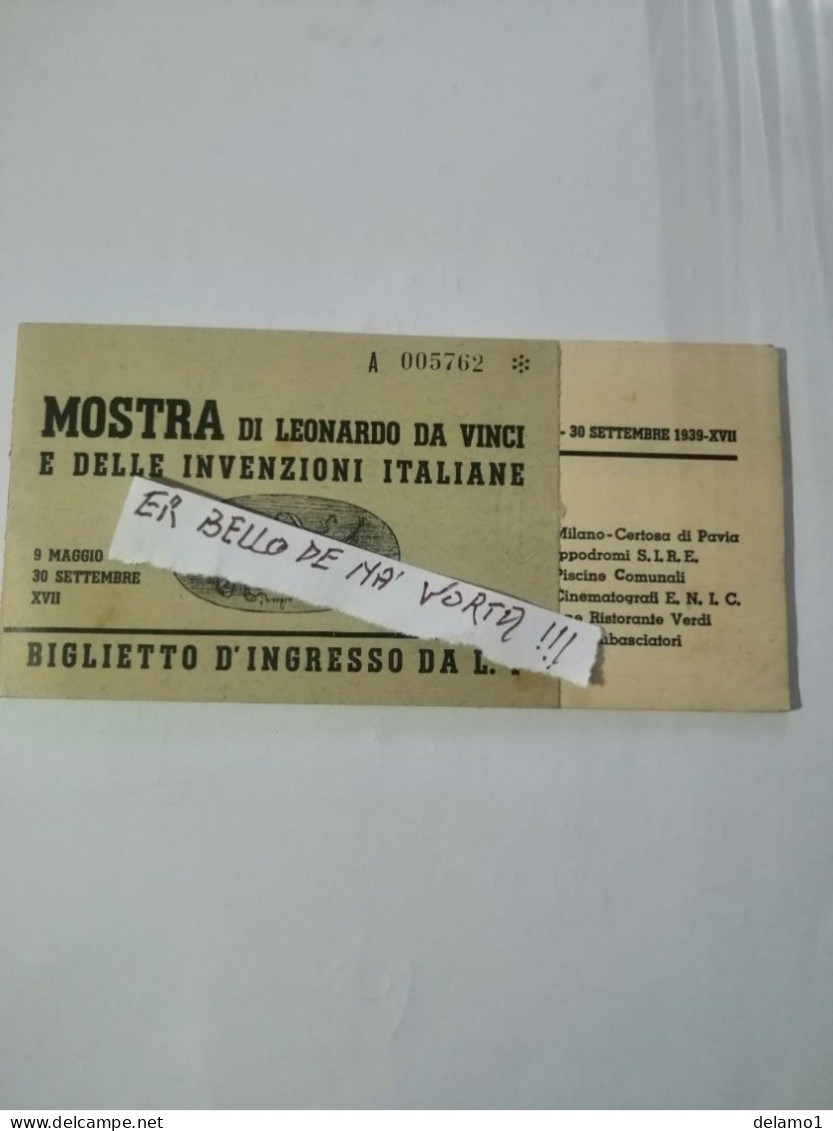 A 005762 ✻
MOSTRA DI LEONARDO DA VINCI
E DELLE INVENZIONI ITALIANE
9 MAGGIO
30 SETTEMBRE
XVII
BIGLIETTO D'INGRESSO DA L.
ER BELLO DE NA' VORTA !!!
- 30 SETTEMBRE 1939-XVII
Milano-Certosa di Pavia
ppodromi S.I.R.E.
Piscine Comunali
Cinematografi E. N. I. C.
Ristorante Verdi
mbasciatori
delcampe.net
delamo1